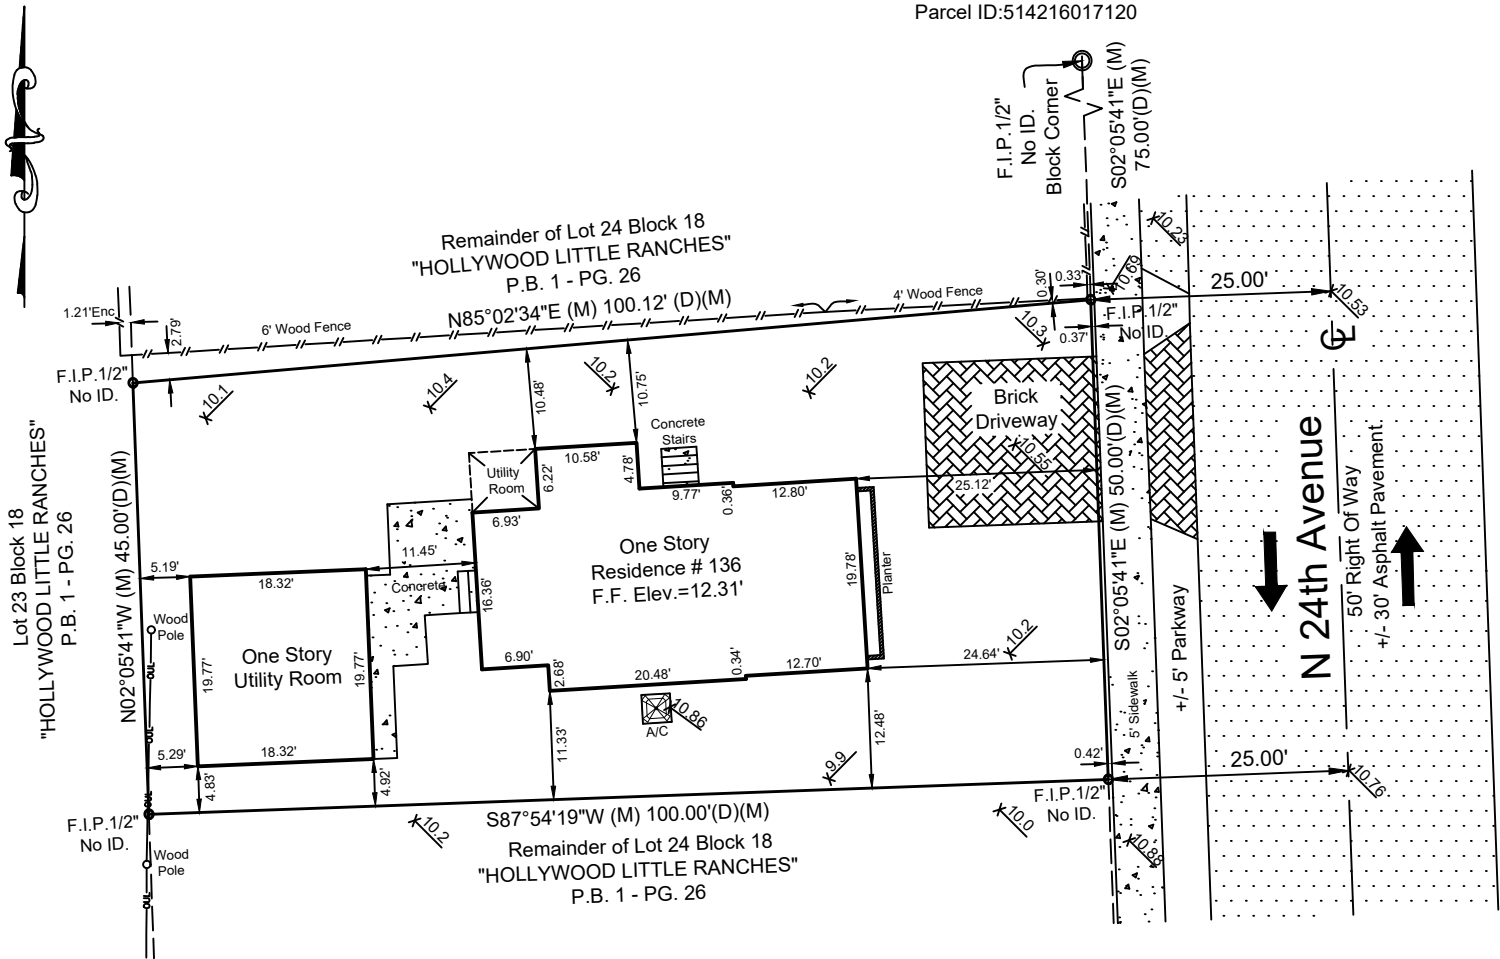 Parcel ID:514216017120
F.I.P.1/2"
No ID.
Block Corner
S02°05'41"E (M)
75.00'(D)(M)
Remainder of Lot 24 Block 18
"HOLLYWOOD LITTLE RANCHES"
P.B. 1 - PG. 26
N85°02'34"E (M) 100.12' (D)(M)
1.21'Enc
2.79'
6' Wood Fence
4' Wood Fence
0.30'
0.33'
10.69
10.23
25.00'
10.53
F.I.P.1/2"
No ID.
10.3
0.37'
F.I.P.1/2"
No ID.
10.1
10.4
10.48'
10.2
10.75'
10.2
Brick
Driveway
10.55
25.12'
Concrete
Stairs
Utility
Room
10.58'
6.22'
4.78'
9.77'
0.36'
12.80'
6.93'
11.45'
Concrete
16.36'
One Story
Residence # 136
F.F. Elev.=12.31'
19.78'
Planter
Lot 23 Block 18
"HOLLYWOOD LITTLE RANCHES"
P.B. 1 - PG. 26
N02°05'41"W (M) 45.00'(D)(M)
5.19'
18.32'
Wood
Pole
OUL
19.77'
One Story
Utility Room
19.77'
18.32'
5.29'
OUL
4.83'
4.92'
6.90'
2.68'
20.48'
0.34'
12.70'
11.33'
A/C
10.86
12.48'
9.9
24.64'
10.2
S02°05'41"E (M) 50.00'(D)(M)
5' Sidewalk
+/- 5' Parkway
CL
N 24th Avenue
50' Right Of Way
+/- 30' Asphalt Pavement.
0.42'
25.00'
10.76
F.I.P.1/2"
No ID.
10.0
10.88
OUL
F.I.P.1/2"
No ID.
Wood
Pole
OUL
10.2
S87°54'19"W (M) 100.00'(D)(M)
Remainder of Lot 24 Block 18
"HOLLYWOOD LITTLE RANCHES"
P.B. 1 - PG. 26